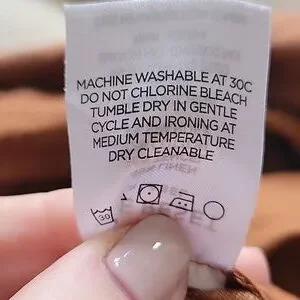 MACHINE WASHABLE AT 30C
DO NOT CHLORINE BLEACH
TUMBLE DRY IN GENTLE
CYCLE AND IRONING AT
MEDIUM TEMPERATURE
DRY CLEANABLE
30